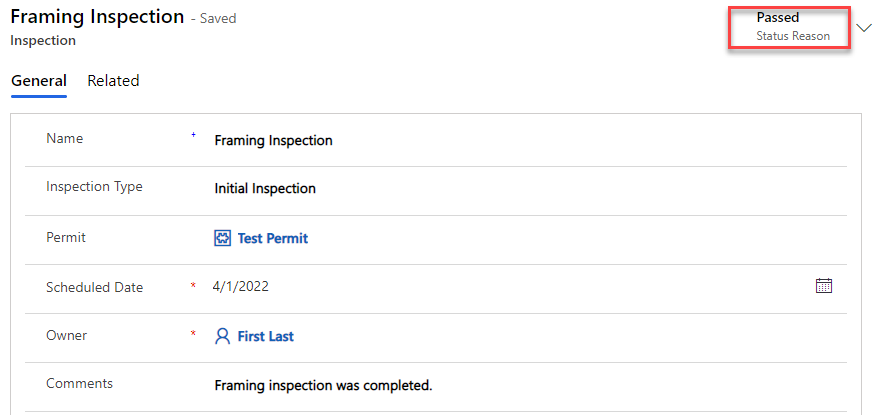 Framing Inspection - Saved
Passed
Inspection
Status Reason
General Related
Name + Framing Inspection
Inspection Type Initial Inspection
Permit Test Permit
Scheduled Date * 4/1/2022
Owner * First Last
Comments Framing inspection was completed.